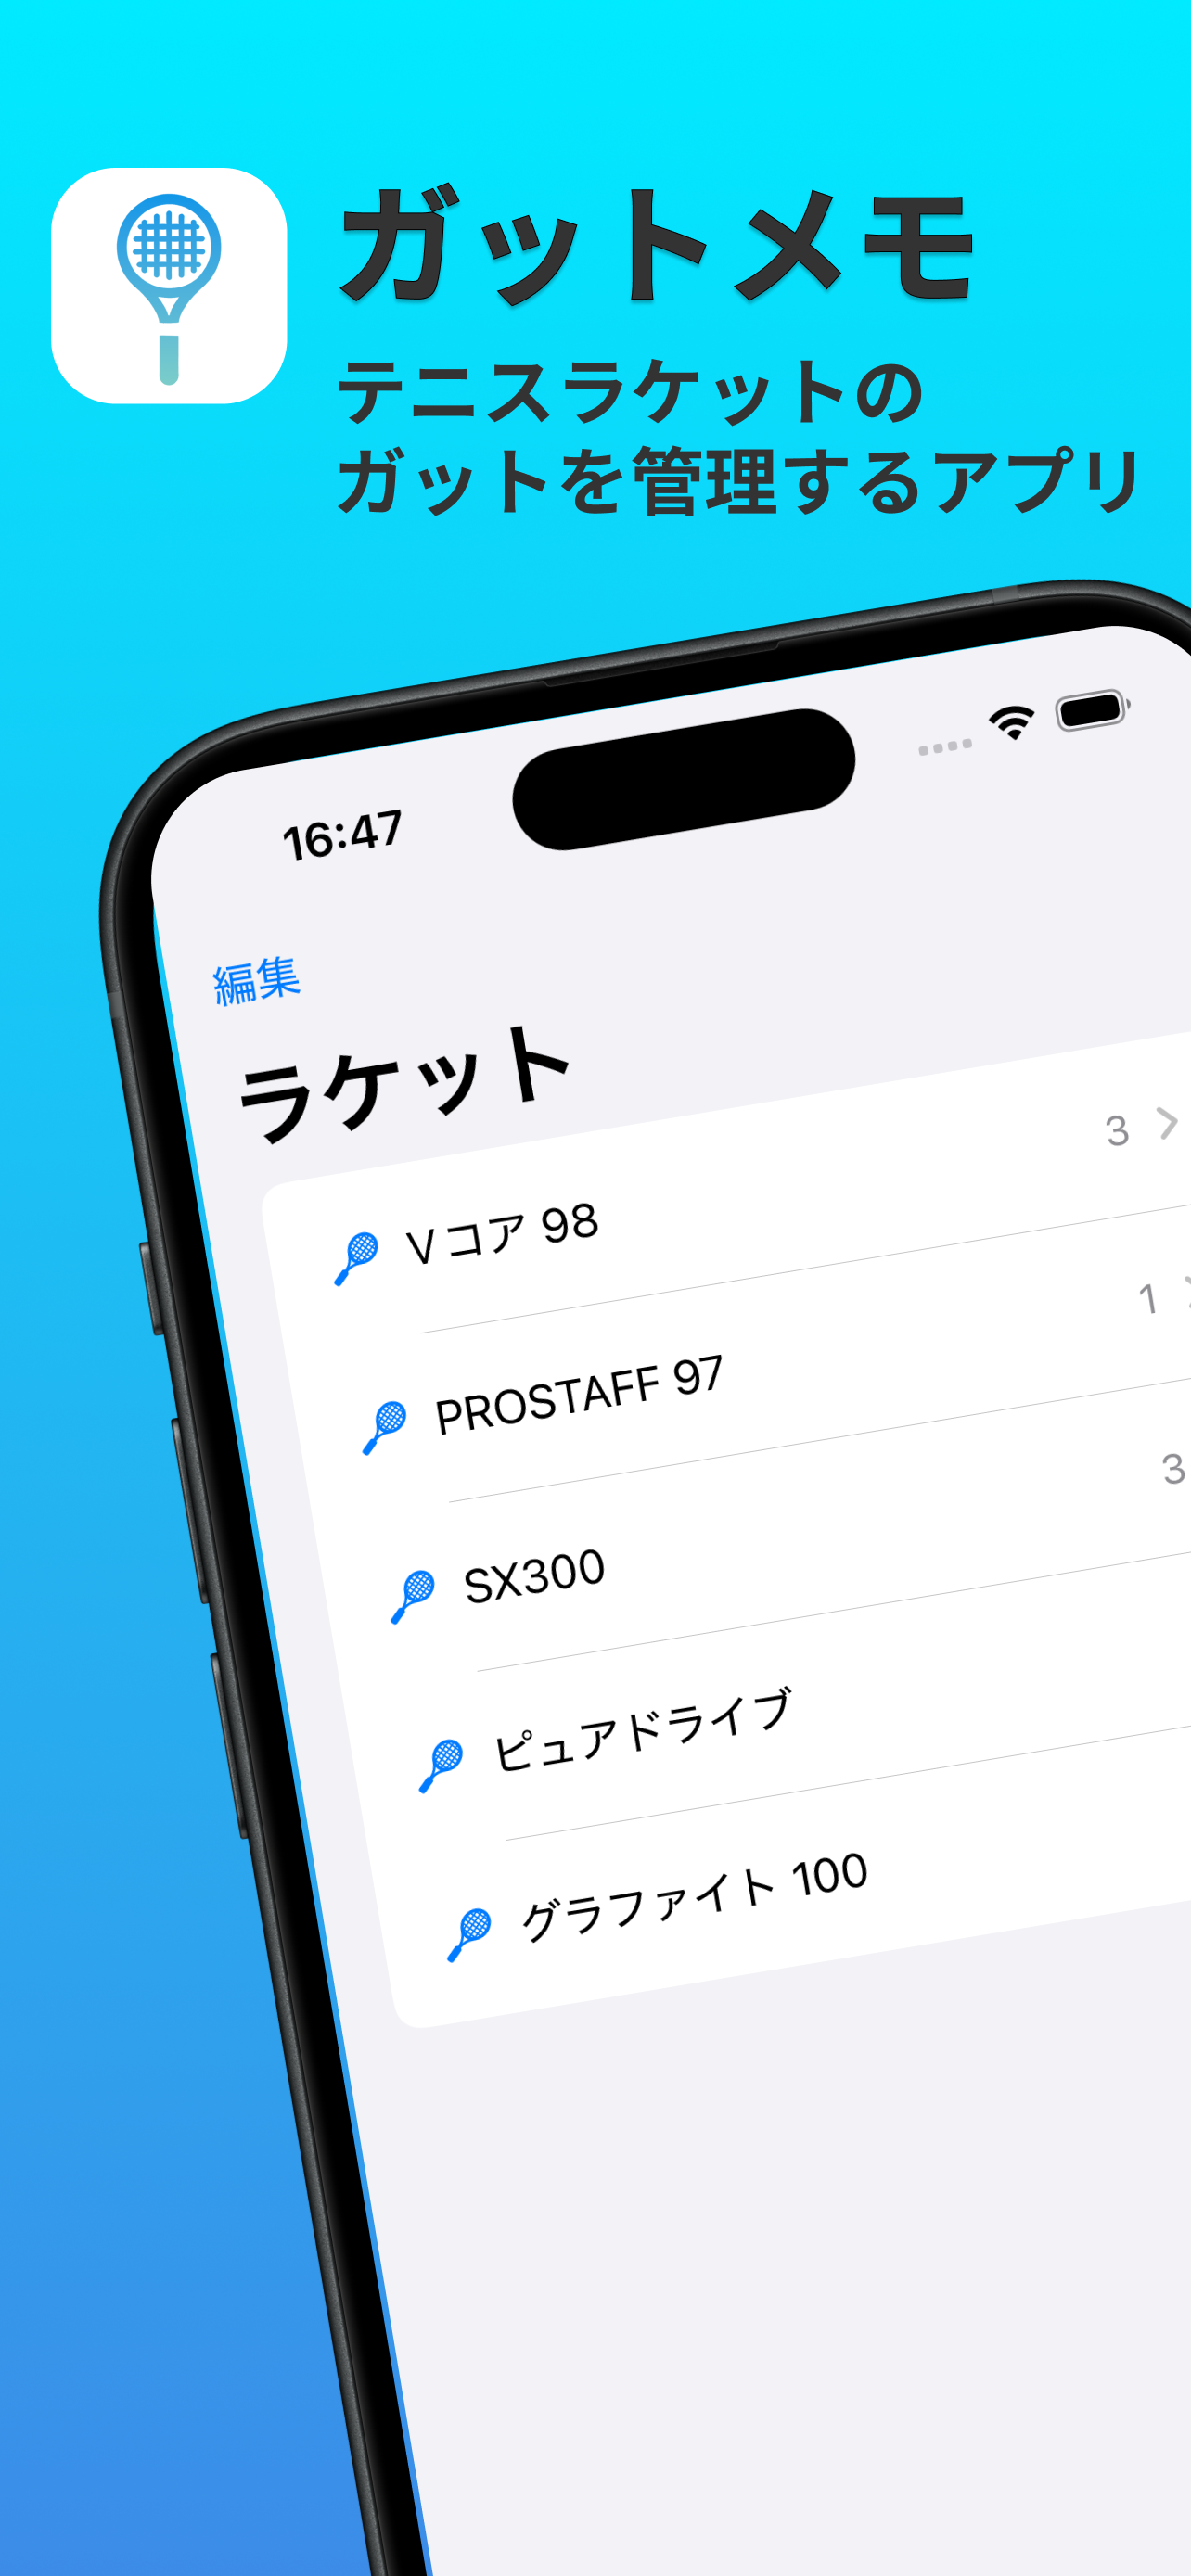 ガットメモ
テニスラケットの
ガットを管理するアプリ
16:47
編集
ラケット
Vコア 98
3
PROSTAFF 97
1
SX300
3
ピュアドライブ
グラファイト 100